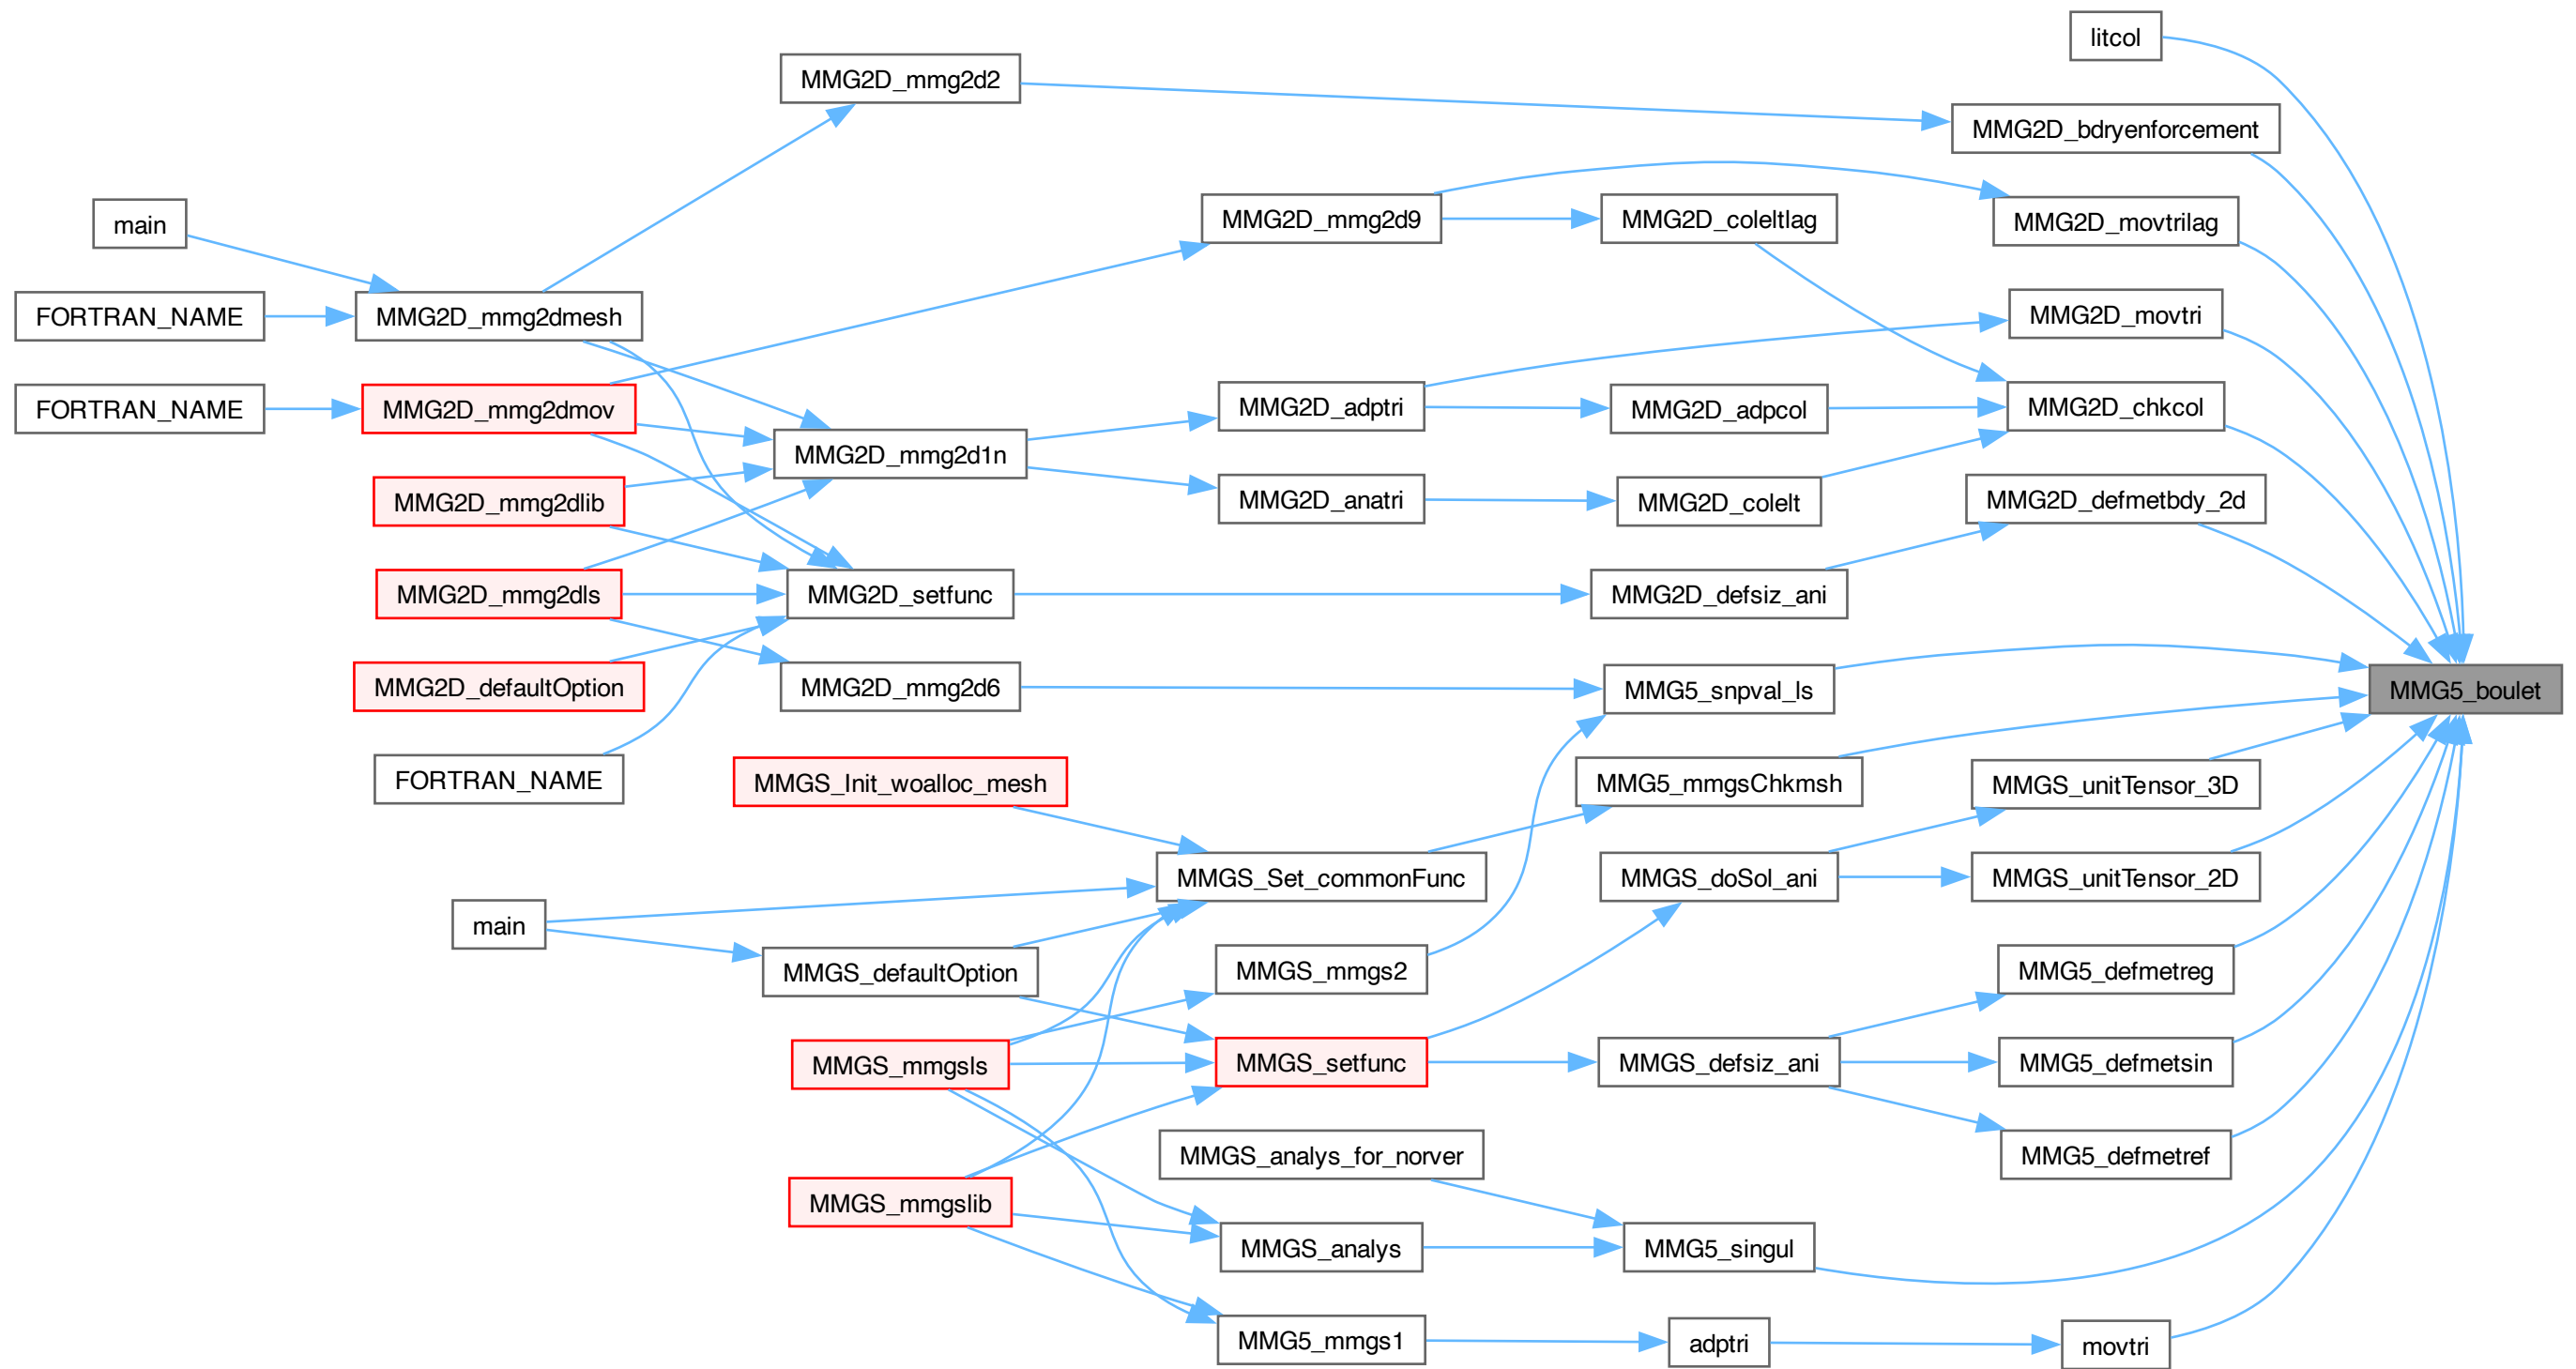 litcol
MMG2D_mmg2d2
MMG2D_bdryenforcement
main
MMG2D_mmg2d9
MMG2D_coleltlag
MMG2D_movtrilag
FORTRAN_NAME
MMG2D_mmg2dmesh
MMG2D_movtri
FORTRAN_NAME
MMG2D_mmg2dmov
MMG2D_adptri
MMG2D_adpcol
MMG2D_chkcol
MMG2D_mmg2d1n
MMG2D_mmg2dlib
MMG2D_anatri
MMG2D_colelt
MMG2D_defmetbdy_2d
MMG2D_mmg2dls
MMG2D_setfunc
MMG2D_defsiz_ani
MMG2D_defaultOption
MMG2D_mmg2d6
MMG5_snpval_ls
MMG5_boulet
FORTRAN_NAME
MMGS_Init_woalloc_mesh
MMG5_mmgsChkmsh
MMGS_unitTensor_3D
MMGS_Set_commonFunc
MMGS_doSol_ani
MMGS_unitTensor_2D
main
MMGS_defaultOption
MMGS_mmgs2
MMG5_defmetreg
MMGS_mmgsls
MMGS_setfunc
MMGS_defsiz_ani
MMG5_defmetsin
MMGS_analys_for_norver
MMG5_defmetref
MMGS_mmgslib
MMGS_analys
MMG5_singul
MMG5_mmgs1
adptri
movtri